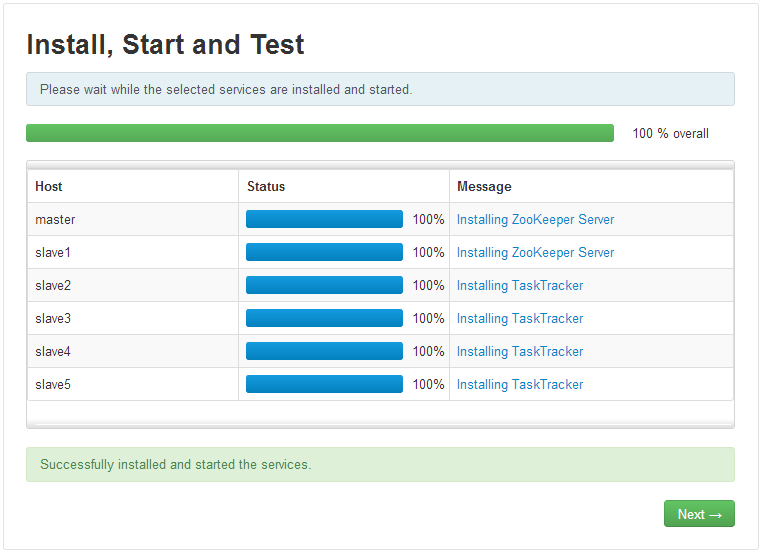 Install, Start and Test
Please wait while the selected services are installed and started.
100 % overall
Host Status Message
master 100% Installing ZooKeeper Server
slave1 100% Installing ZooKeeper Server
slave2 100% Installing TaskTracker
slave3 100% Installing TaskTracker
slave4 100% Installing TaskTracker
slave5 100% Installing TaskTracker
Successfully installed and started the services.
Next →